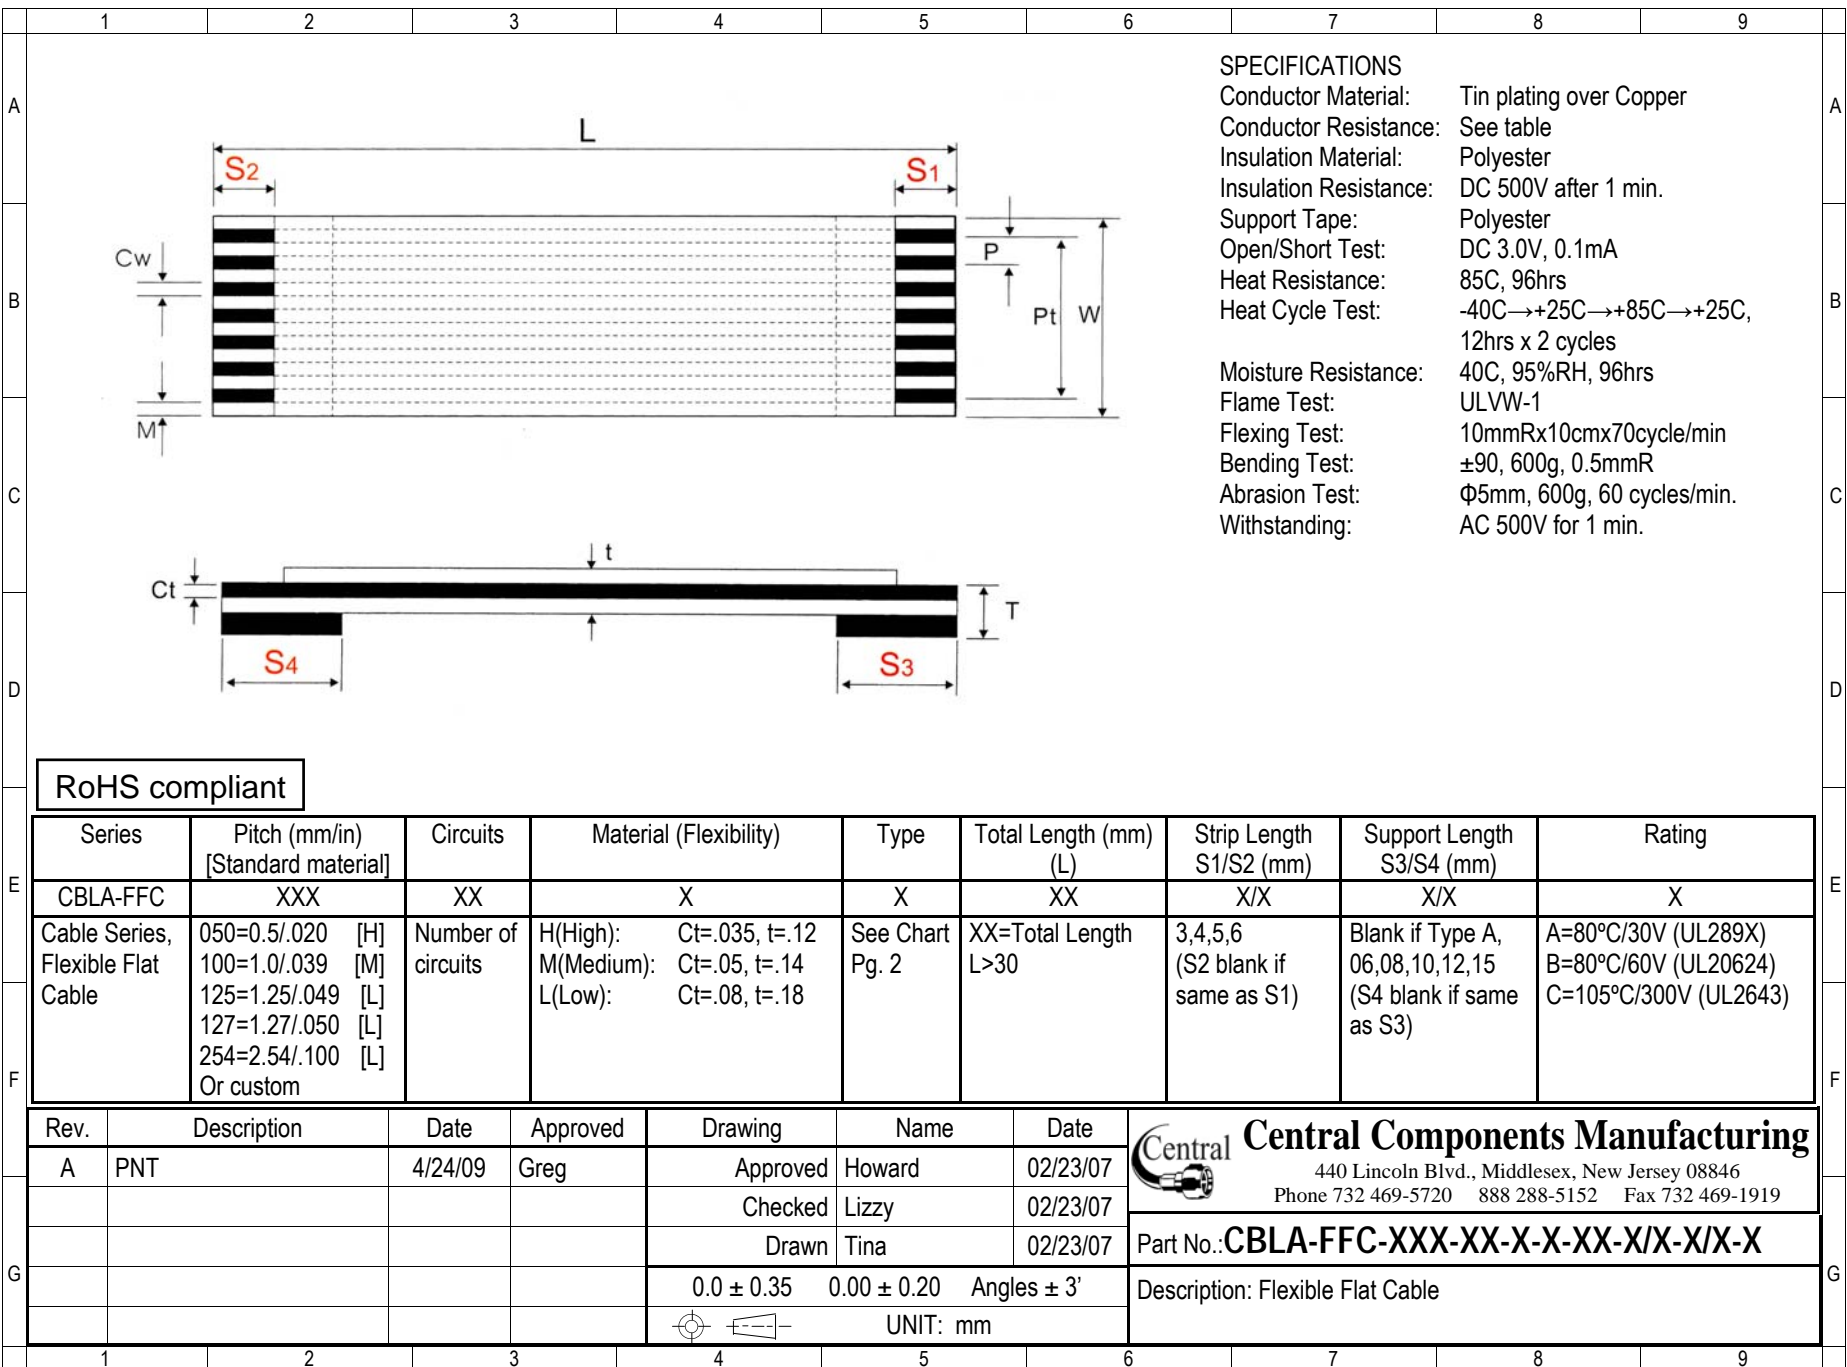 1 2 3 4 5 6 7 8 9
A A
B B
C C
D D
E E
F F
G G
L
S2 S1
Cw
P
Pt W
M
t
Ct
T
S4 S3
SPECIFICATIONS
Conductor Material: Tin plating over Copper
Conductor Resistance: See table
Insulation Material: Polyester
Insulation Resistance: DC 500V after 1 min.
Support Tape: Polyester
Open/Short Test: DC 3.0V, 0.1mA
Heat Resistance: 85C, 96hrs
Heat Cycle Test: -40C→+25C→+85C→+25C,
12hrs x 2 cycles
Moisture Resistance: 40C, 95%RH, 96hrs
Flame Test: ULVW-1
Flexing Test: 10mmRx10cmx70cycle/min
Bending Test: ±90, 600g, 0.5mmR
Abrasion Test: Φ5mm, 600g, 60 cycles/min.
Withstanding: AC 500V for 1 min.
RoHS compliant
Series
Pitch (mm/in)
[Standard material]
Circuits
Material (Flexibility)
Type
Total Length (mm)
(L)
Strip Length
S1/S2 (mm)
Support Length
S3/S4 (mm)
Rating
CBLA-FFC XXX XX X X XX X/X X/X X
Cable Series,
Flexible Flat
Cable
050=0.5/.020 [H]
100=1.0/.039 [M]
125=1.25/.049 [L]
127=1.27/.050 [L]
254=2.54/.100 [L]
Or custom
Number of
circuits
H(High): Ct=.035, t=.12
M(Medium): Ct=.05, t=.14
L(Low): Ct=.08, t=.18
See Chart
Pg. 2
XX=Total Length
L>30
3,4,5,6
(S2 blank if
same as S1)
Blank if Type A,
06,08,10,12,15
(S4 blank if same
as S3)
A=80ºC/30V (UL289X)
B=80ºC/60V (UL20624)
C=105ºC/300V (UL2643)
Rev. Description Date Approved
A PNT 4/24/09 Greg
Drawing Name Date
Approved Howard 02/23/07
Checked Lizzy 02/23/07
Drawn Tina 02/23/07
0.0 ± 0.35 0.00 ± 0.20 Angles ± 3’
UNIT: mm
Central
Central Components Manufacturing
440 Lincoln Blvd., Middlesex, New Jersey 08846
Phone 732 469-5720 888 288-5152 Fax 732 469-1919
Part No.:CBLA-FFC-XXX-XX-X-X-XX-X/X-X/X-X
Description: Flexible Flat Cable
1 2 3 4 5 6 7 8 9